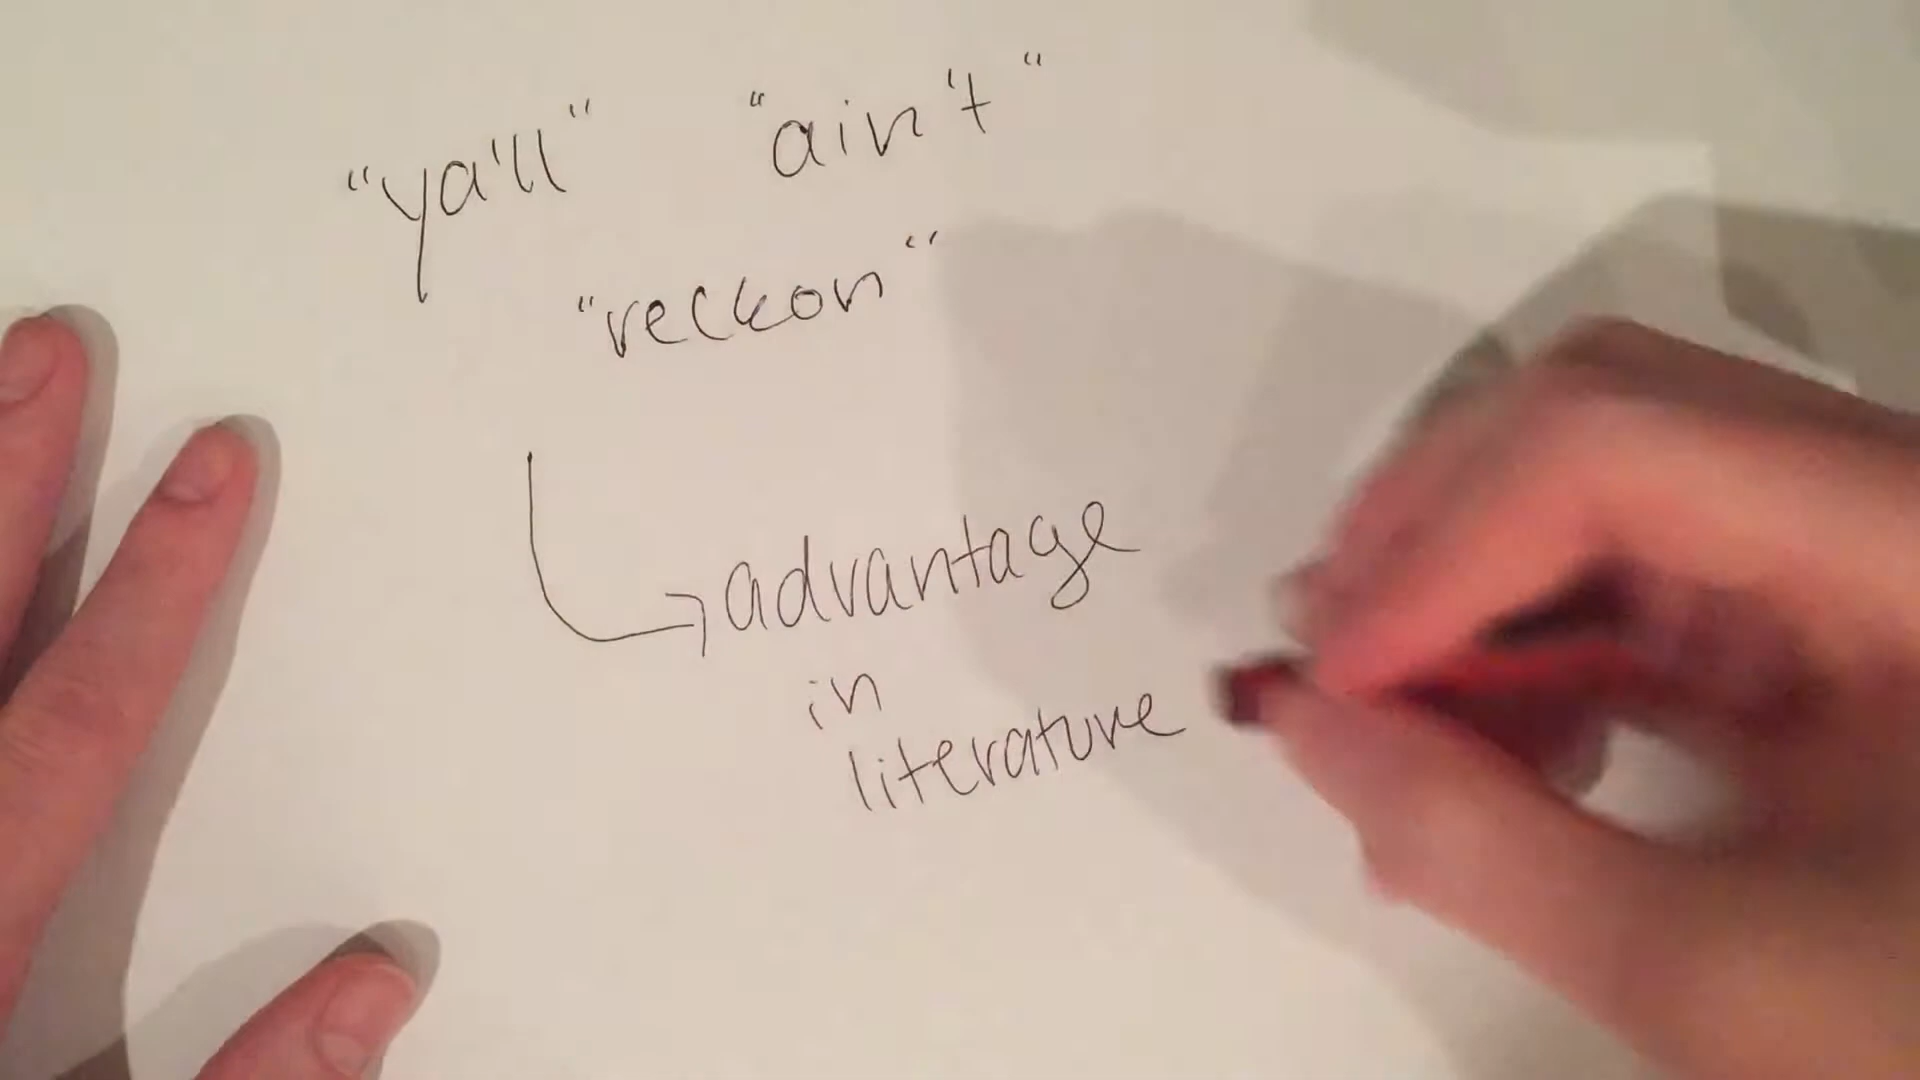 "ya'll" "ain't"
"reckon"
advantage
in
literature